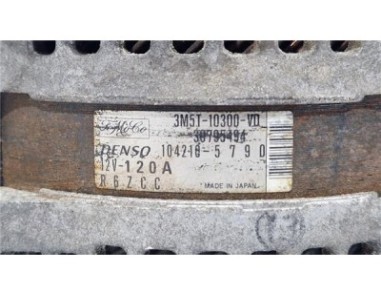 FoMoCo 3M5T-10300-VD
30795494
DENSO 104210-5790
12V-120A
R6ZCC MADE IN JAPAN